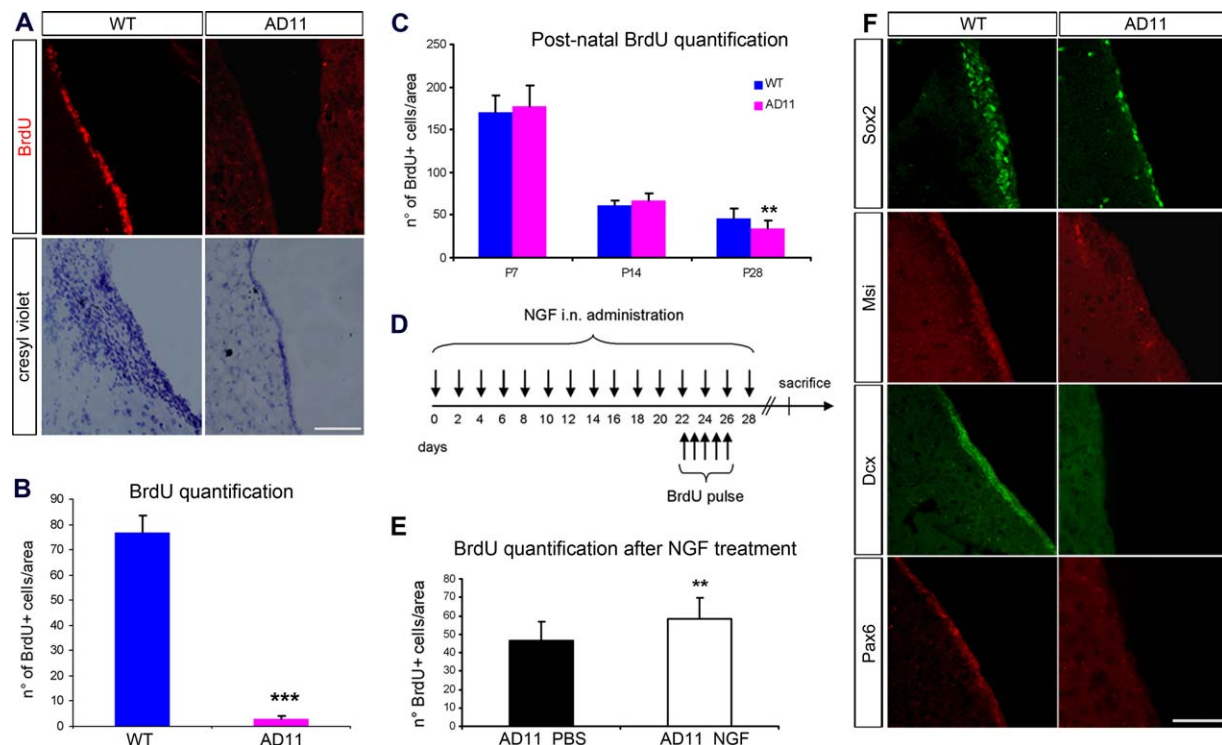 A
WT
AD11
BrdU
cresyl violet
B
BrdU quantification
n° of BrdU+ cells/area
90
80
70
60
50
40
30
20
10
0
***
WT
AD11
C
Post-natal BrdU quantification
n° of BrdU+ cells/area
250
200
150
100
50
0
WT
AD11
**
P7
P14
P28
D
NGF i.n. administration
sacrifice
0 2 4 6 8 10 12 14 16 18 20 22 24 26 28
days
BrdU pulse
E
BrdU quantification after NGF treatment
n° BrdU+ cells/area
80
70
60
50
40
30
20
10
0
**
AD11 PBS
AD11 NGF
F
WT
AD11
Sox2
Msi
Dcx
Pax6